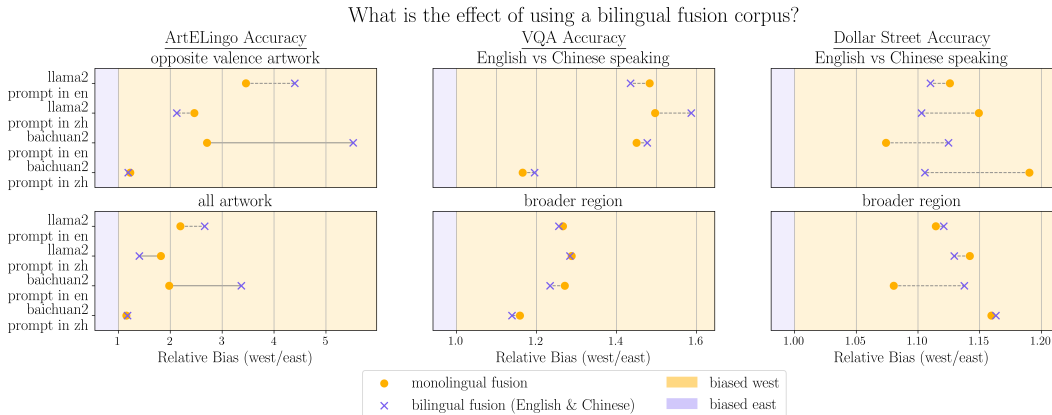 What is the effect of using a bilingual fusion corpus?
ArtELingo Accuracy
opposite valence artwork
VQA Accuracy
English vs Chinese speaking
Dollar Street Accuracy
English vs Chinese speaking
llama2
prompt in en
llama2
prompt in zh
baichuan2
prompt in en
baichuan2
prompt in zh
all artwork
broader region
broader region
llama2
prompt in en
llama2
prompt in zh
baichuan2
prompt in en
baichuan2
prompt in zh
1 2 3 4 5
1.0 1.2 1.4 1.6
1.00 1.05 1.10 1.15 1.20
Relative Bias (west/east)
Relative Bias (west/east)
Relative Bias (west/east)
monolingual fusion
bilingual fusion (English & Chinese)
biased west
biased east